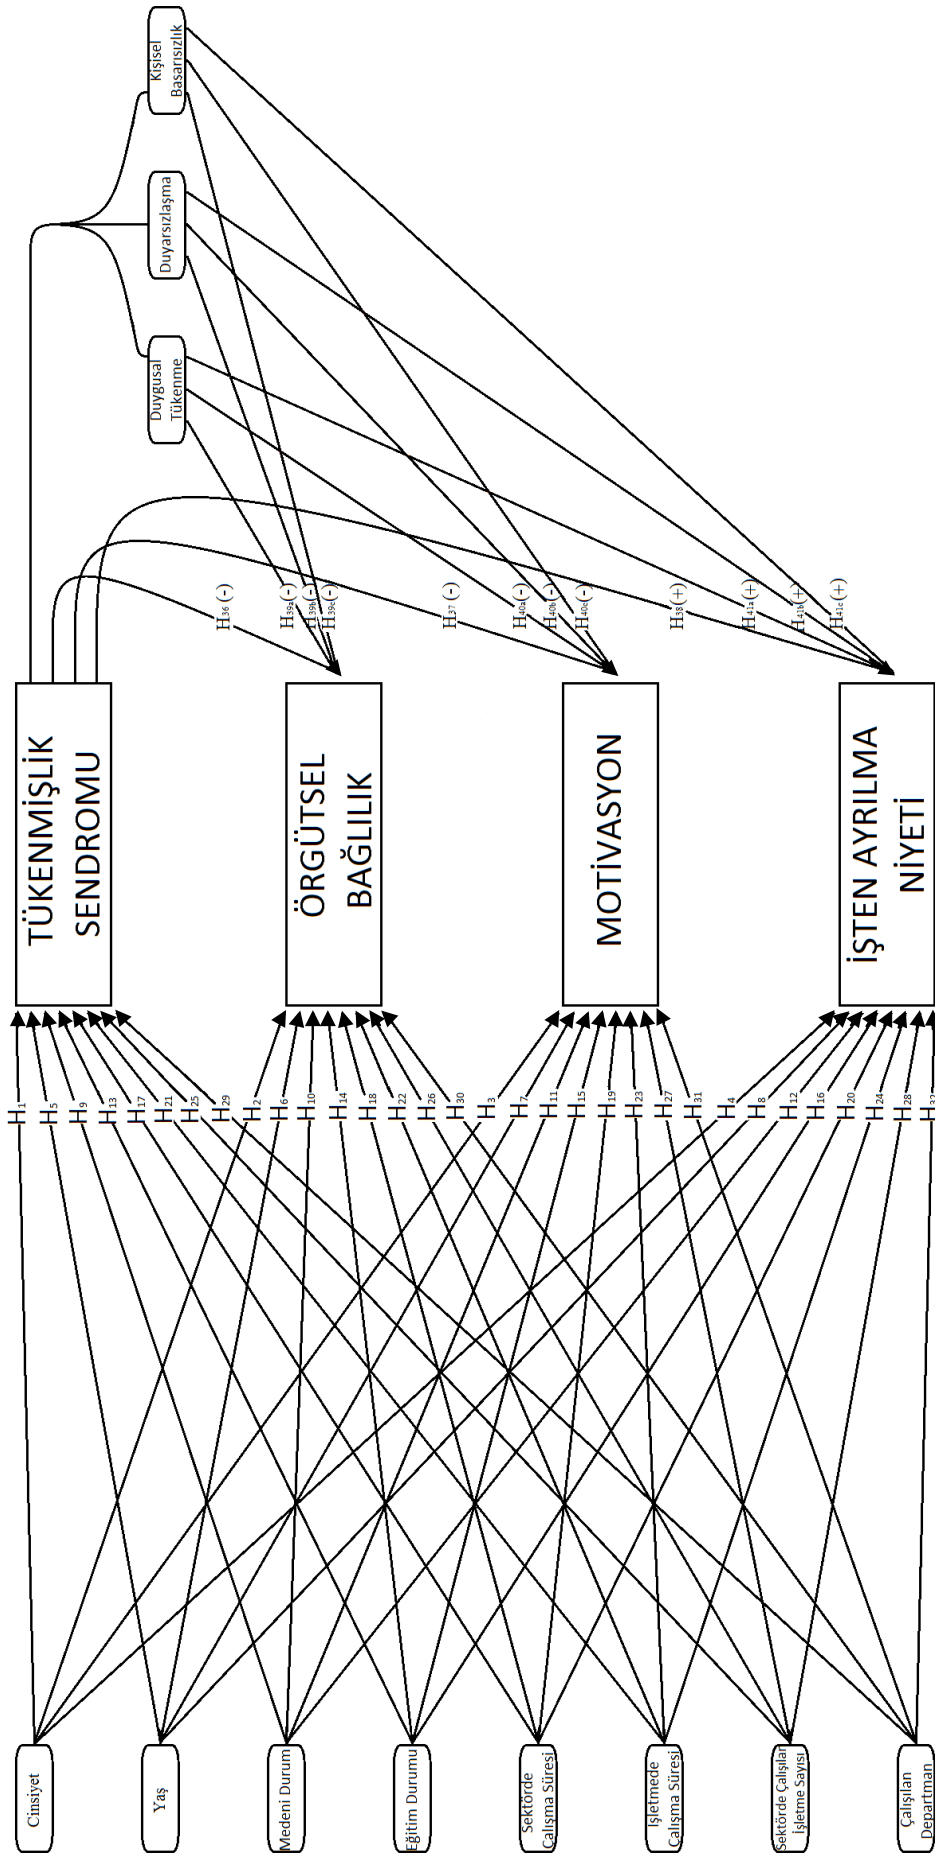 Cinsiyet
Yaş
Medeni Durum
Eğitim Durumu
Sektörde
Çalışma Süresi
İşletmede
Çalışma Süresi
Sektörde Çalışılan
İşletme Sayısı
Çalışılan
Departman
H1
H5
H9
H13
H17
H21
H25
H29
H2
H6
H10
H14
H18
H22
H26
H30
H3
H7
H11
H15
H19
H23
H27
H31
H4
H8
H12
H16
H20
H24
H28
H32
TÜKENMİŞLİK
SENDROMU
ÖRGÜTSEL
BAĞLILIK
MOTİVASYON
İŞTEN AYRILMA
NİYETİ
H36 (-)
H39a(-)
H39b(-)
H39c(-)
H37 (-)
H40a(-)
H40b(-)
H40c(-)
H38 (+)
H41a(+)
H41b(+)
H41c(+)
Duygusal
Tükenme
Duyarsızlaşma
Kişisel
Başarısızlık